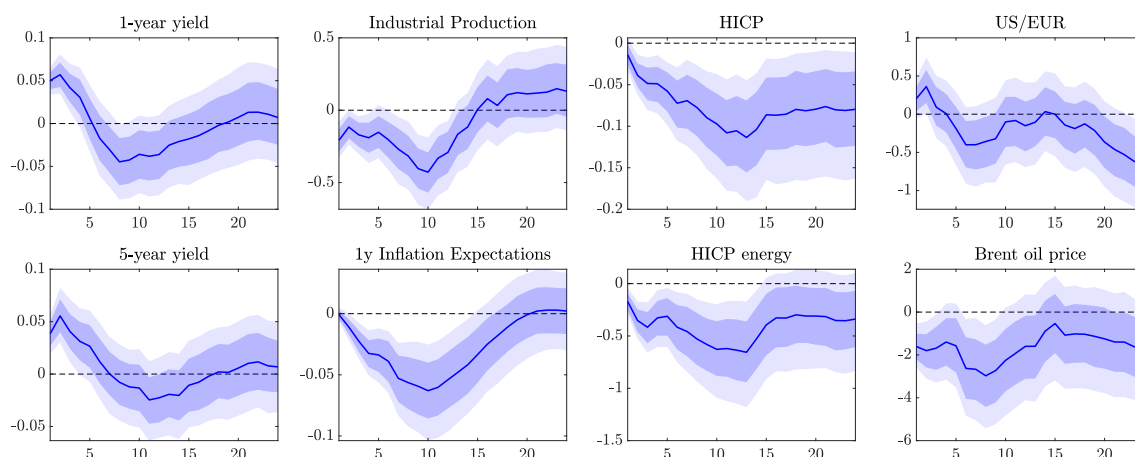 1-year yield
0.1
0.05
0
-0.05
-0.1
5 10 15 20
Industrial Production
0.5
0
-0.5
5 10 15 20
HICP
0
-0.05
-0.1
-0.15
-0.2
5 10 15 20
US/EUR
1
0.5
0
-0.5
-1
5 10 15 20
5-year yield
0.1
0.05
0
-0.05
5 10 15 20
1y Inflation Expectations
0
-0.05
-0.1
5 10 15 20
HICP energy
0
-0.5
-1
-1.5
5 10 15 20
Brent oil price
2
0
-2
-4
-6
5 10 15 20